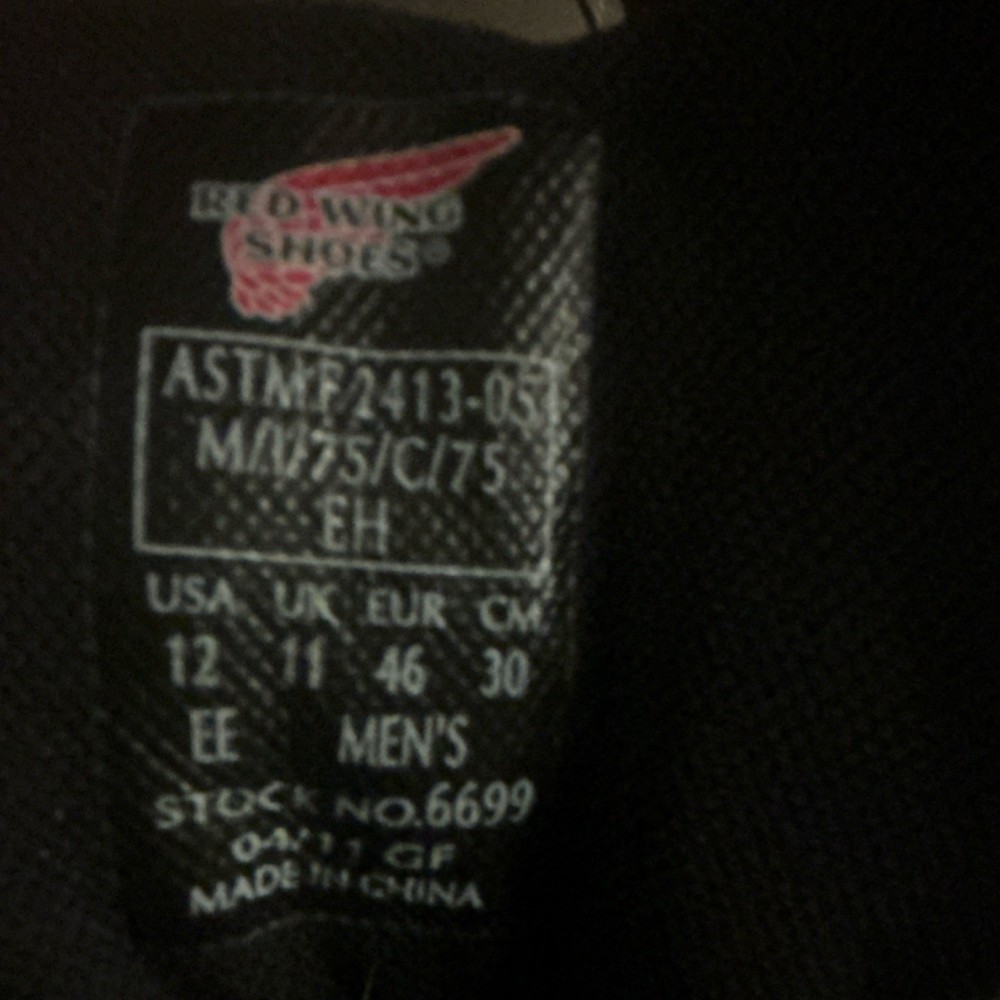 RED WING
SHOES®
ASTM F2413-05
M/I/75/C/75
EH
USA UK EUR CM
12 11 46 30
EE MEN'S
STOCK NO.6699
04/11 GF
MADE IN CHINA